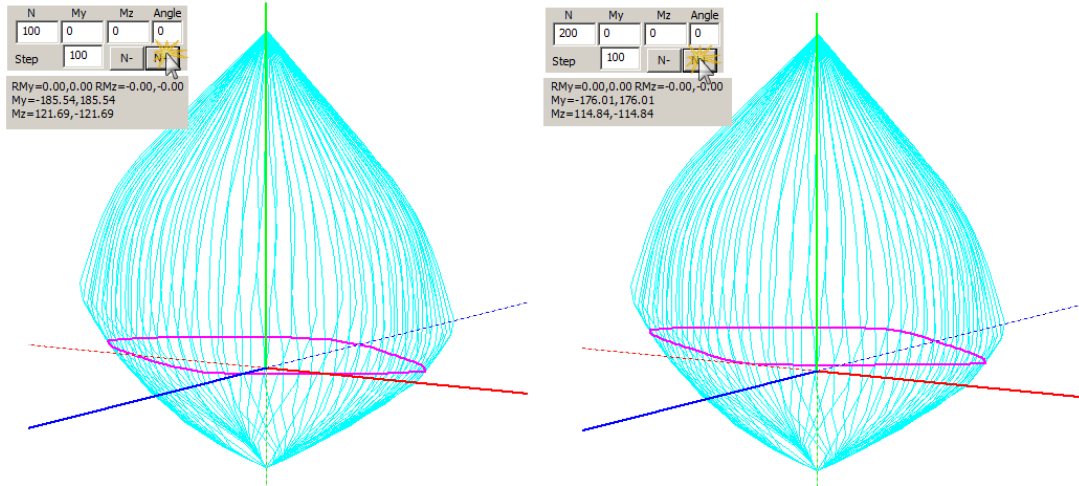 N My Mz Angle
100 0 0 0
Step 100 N-
RMy=0.00,0.00 RMz=-0.00,-0.00
My=-185.54,185.54
Mz=121.69,-121.69
N My Mz Angle
200 0 0 0
Step 100 N-
RMy=0.00,0.00 RMz=-0.00,-0.00
My=-176.01,176.01
Mz=114.84,-114.84